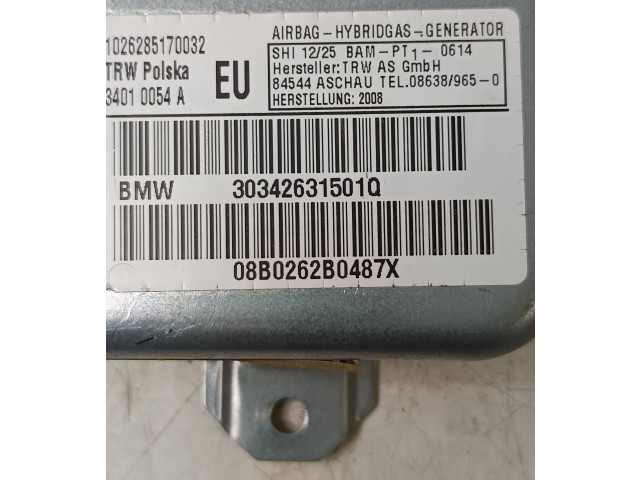 1026285170032
TRW Polska
3401 0054 A
EU
AIRBAG-HYBRIDGAS-GENERATOR
SHI 12/25 BAM-PT1-0614
Hersteller:TRW AS GmbH
84544 ASCHAU TEL.08638/965-0
HERSTELLUNG: 2008
BMW 30342631501Q
08B0262B0487X